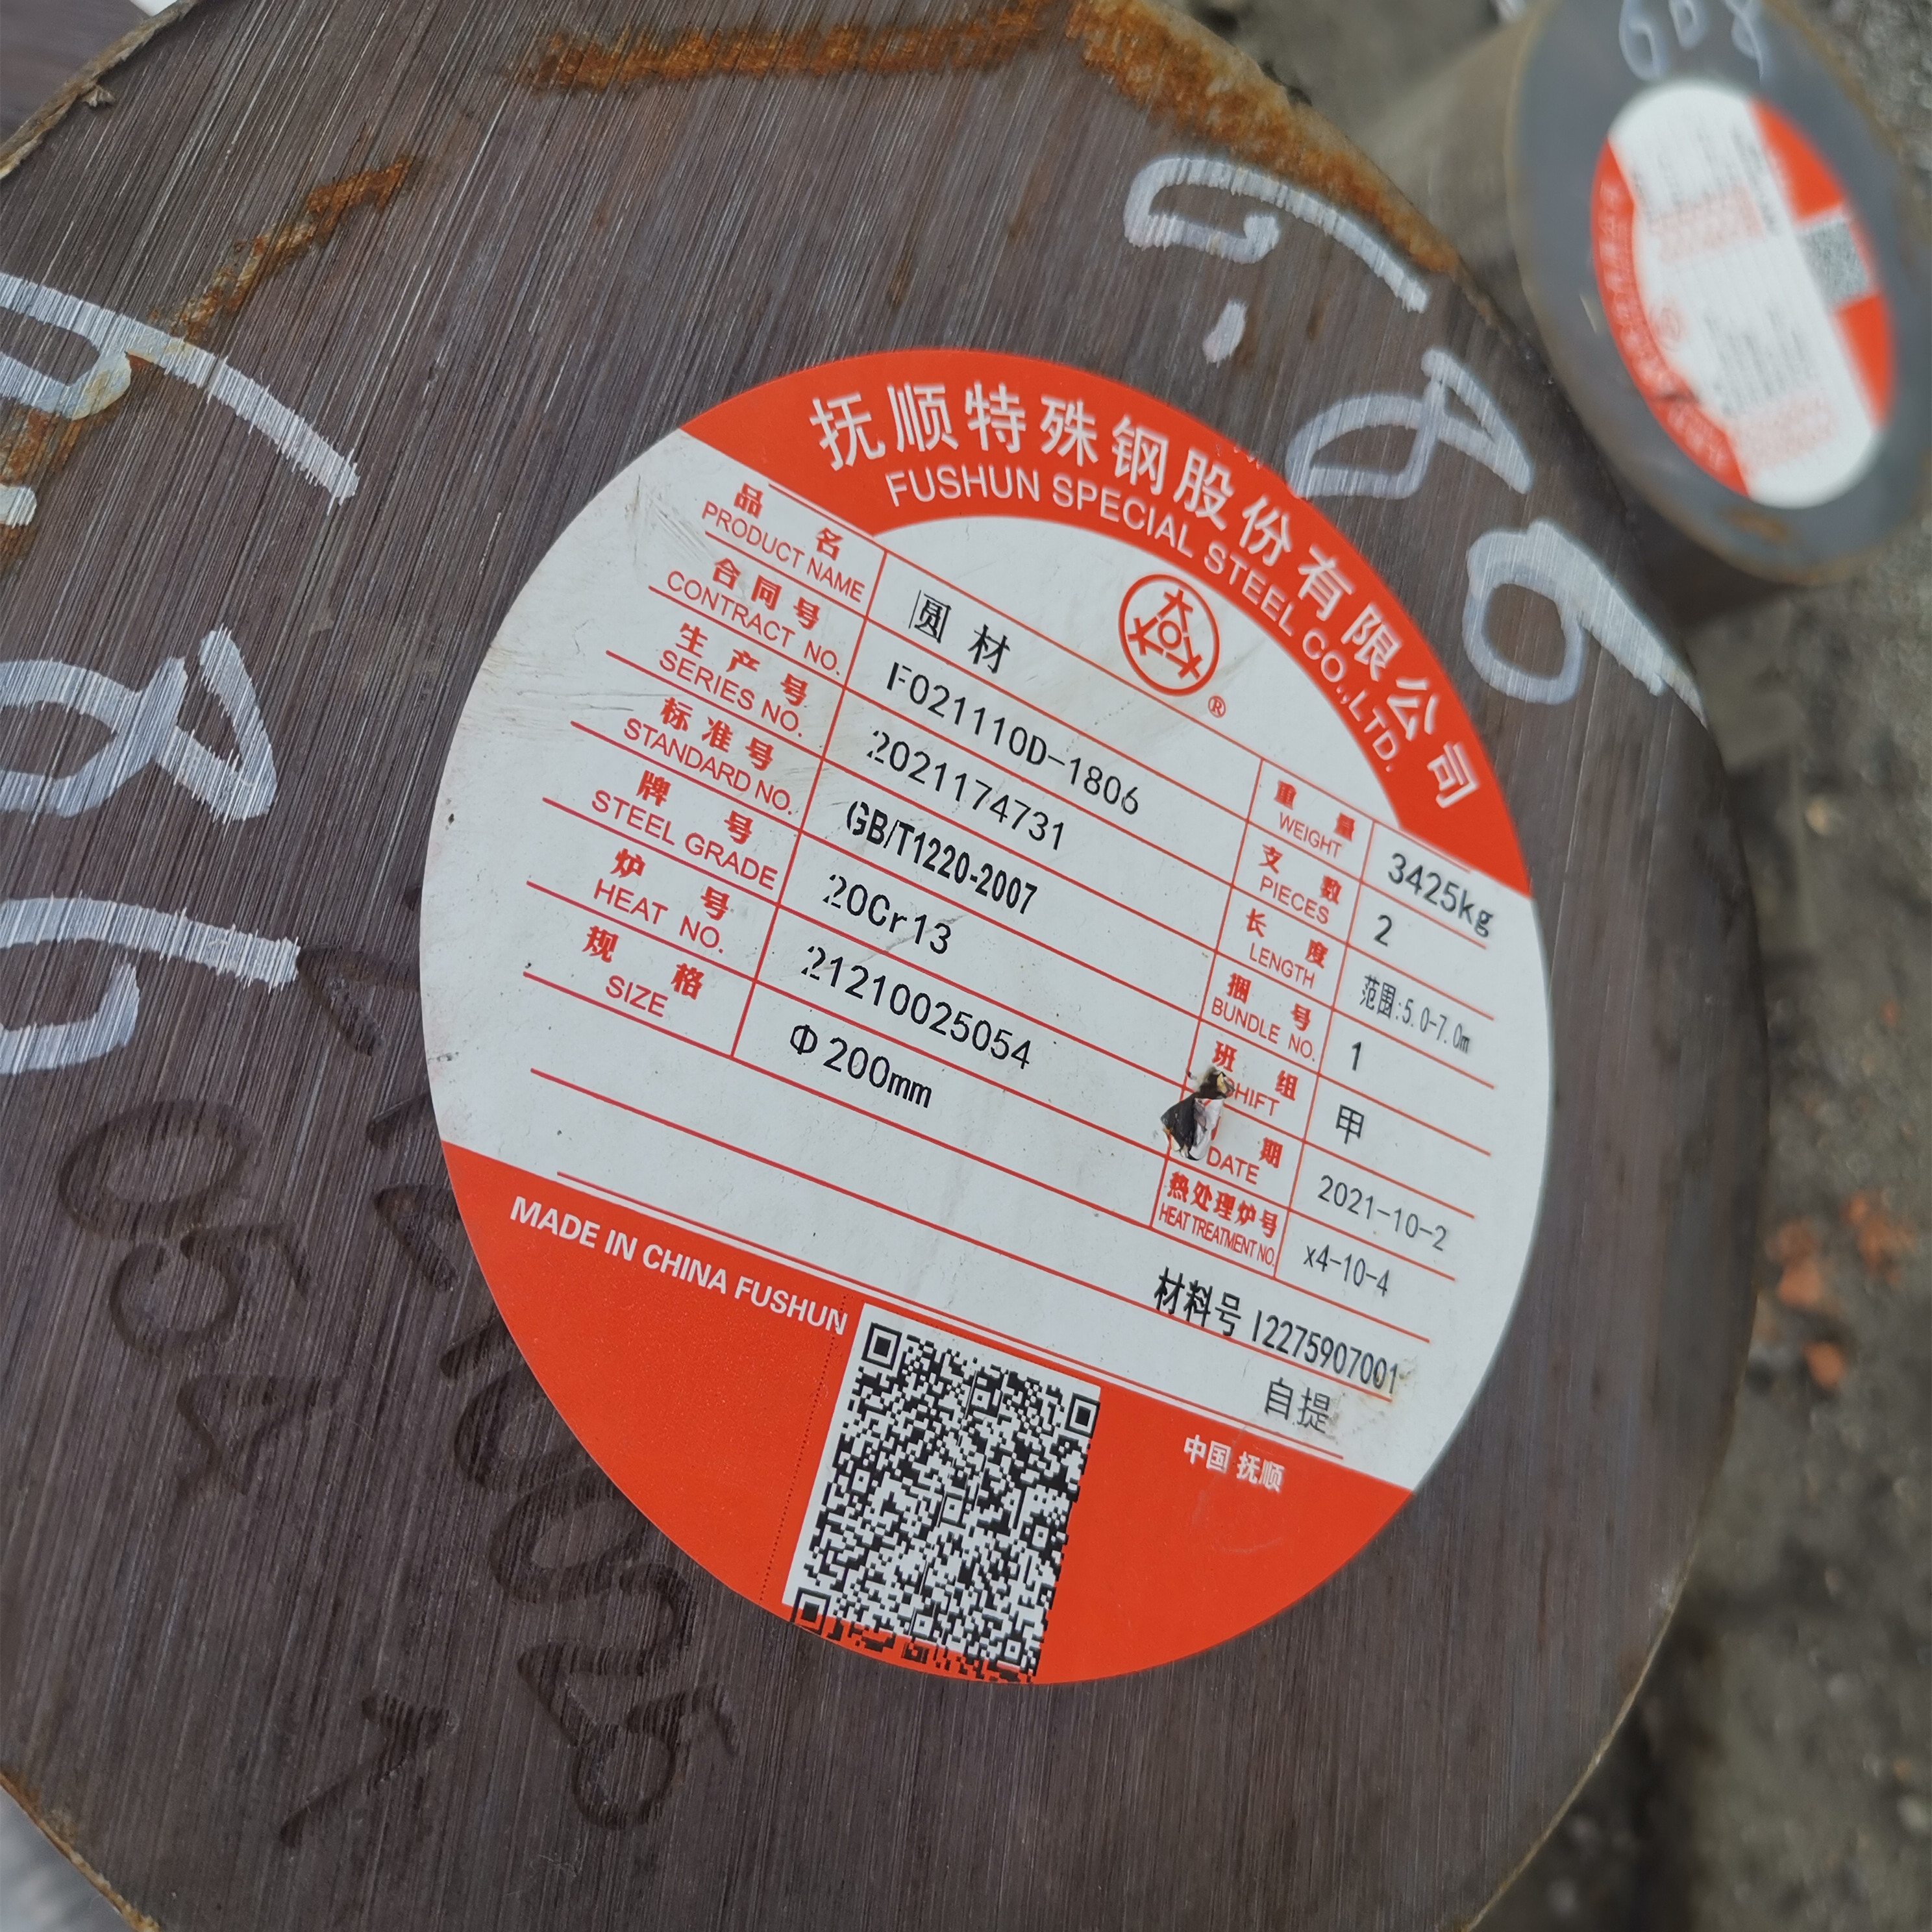 抚顺特殊钢股份有限公司
FUSHUN SPECIAL STEEL CO.,LTD.
品 名 圆 材
PRODUCT NAME
合同号 F021110D-1806
CONTRACT NO.
生产号 2021174731
SERIES NO.
标准号 GB/T1220-2007
STANDARD NO.
牌 号 20Cr13
STEEL GRADE
炉 号 21210025054
HEAT NO.
规 格 Φ200mm
SIZE
®
重 量 3425kg
WEIGHT
支 数 2
PIECES
长 度 范围:5.0-7.0m
LENGTH
捆 号 1
BUNDLE NO.
班 组 甲
SHIFT
期 2021-10-2
DATE
热处理炉号 x4-10-4
HEAT TREATMENT NO.
材料号 I2275907001
自提
MADE IN CHINA FUSHUN
中国 抚顺